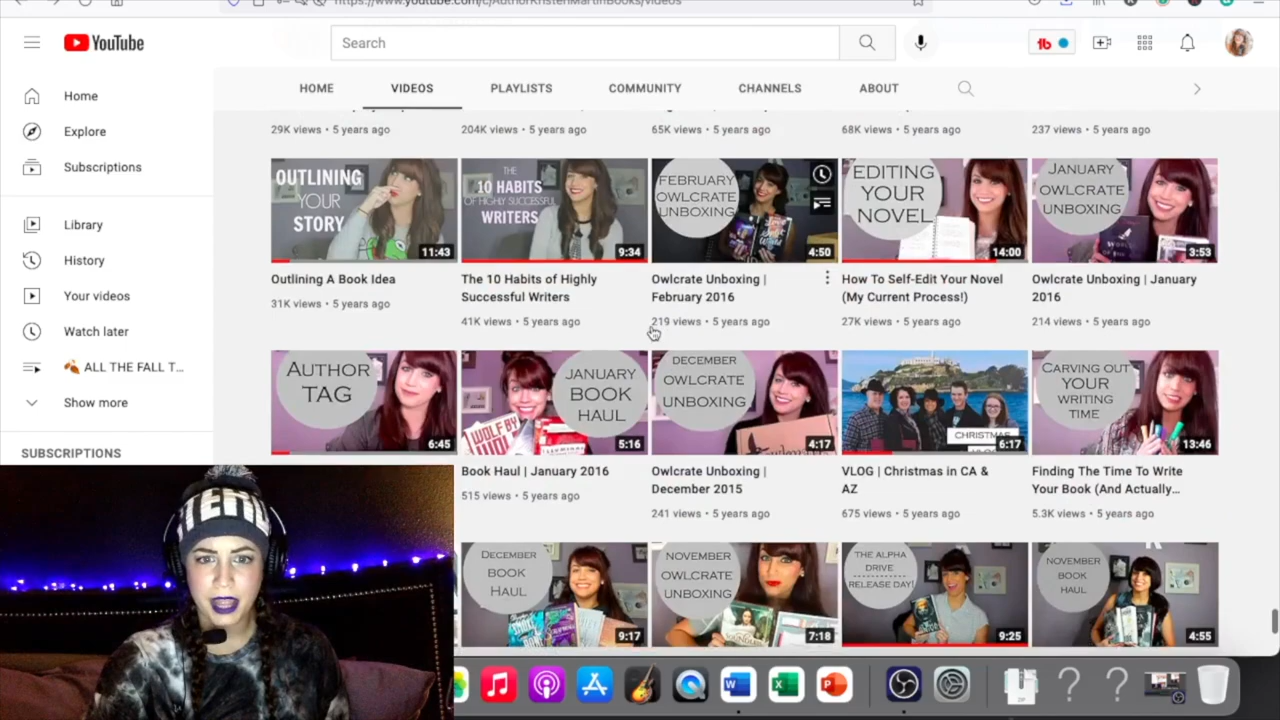 https://www.youtube.com/c/AuthorKristenMartinBooks/videos
YouTube
Search
HOME
VIDEOS
PLAYLISTS
COMMUNITY
CHANNELS
ABOUT
Home
Explore
Subscriptions
Library
History
Your videos
Watch later
ALL THE FALL T...
Show more
SUBSCRIPTIONS
29K views • 5 years ago
204K views • 5 years ago
65K views • 5 years ago
68K views • 5 years ago
237 views • 5 years ago
OUTLINING
YOUR
STORY
11:43
Outlining A Book Idea
31K views • 5 years ago
THE
10 HABITS
OF HIGHLY SUCCESSFUL
WRITERS
9:34
The 10 Habits of Highly
Successful Writers
41K views • 5 years ago
FEBRUARY
OWLCRATE
UNBOXING
4:50
Owlcrate Unboxing |
February 2016
219 views • 5 years ago
EDITING
YOUR
NOVEL
14:00
How To Self-Edit Your Novel
(My Current Process!)
27K views • 5 years ago
JANUARY
OWLCRATE
UNBOXING
3:53
Owlcrate Unboxing | January
2016
214 views • 5 years ago
AUTHOR
TAG
6:45
JANUARY
BOOK
HAUL
WOLF BY
5:16
Book Haul | January 2016
515 views • 5 years ago
DECEMBER
OWLCRATE
UNBOXING
4:17
Owlcrate Unboxing |
December 2015
241 views • 5 years ago
CHRISTMAS
6:17
VLOG | Christmas in CA &
AZ
675 views • 5 years ago
CARVING OUT
YOUR
WRITING
TIME
13:46
Finding The Time To Write
Your Book (And Actually...
5.3K views • 5 years ago
DECEMBER
BOOK
HAUL
9:17
NOVEMBER
OWLCRATE
UNBOXING
7:18
THE ALPHA
DRIVE
RELEASE DAY!
9:25
NOVEMBER
BOOK
HAUL
4:55